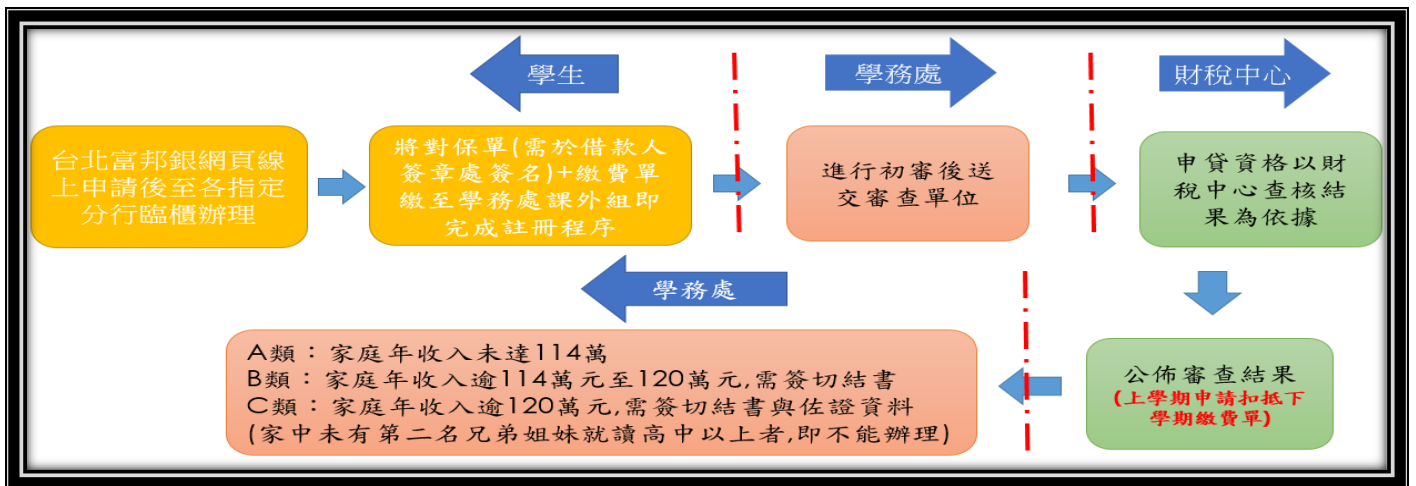 學生
學務處
財稅中心
台北富邦銀網頁線
上申請後至各指定
分行臨櫃辦理
將對保單(需於借款人
簽章處簽名)+繳費單
繳至學務處課外組即
完成註冊程序
進行初審後送
交審查單位
申貸資格以財
稅中心查核結
果為依據
學務處
A類：家庭年收入未達114萬
B類：家庭年收入逾114萬元至120萬元,需簽切結書
C類：家庭年收入逾120萬元,需簽切結書與佐證資料
(家中未有第二名兄弟姐妹就讀高中以上者,即不能辦理)
公佈審查結果
(上學期申請扣抵下
學期繳費單)